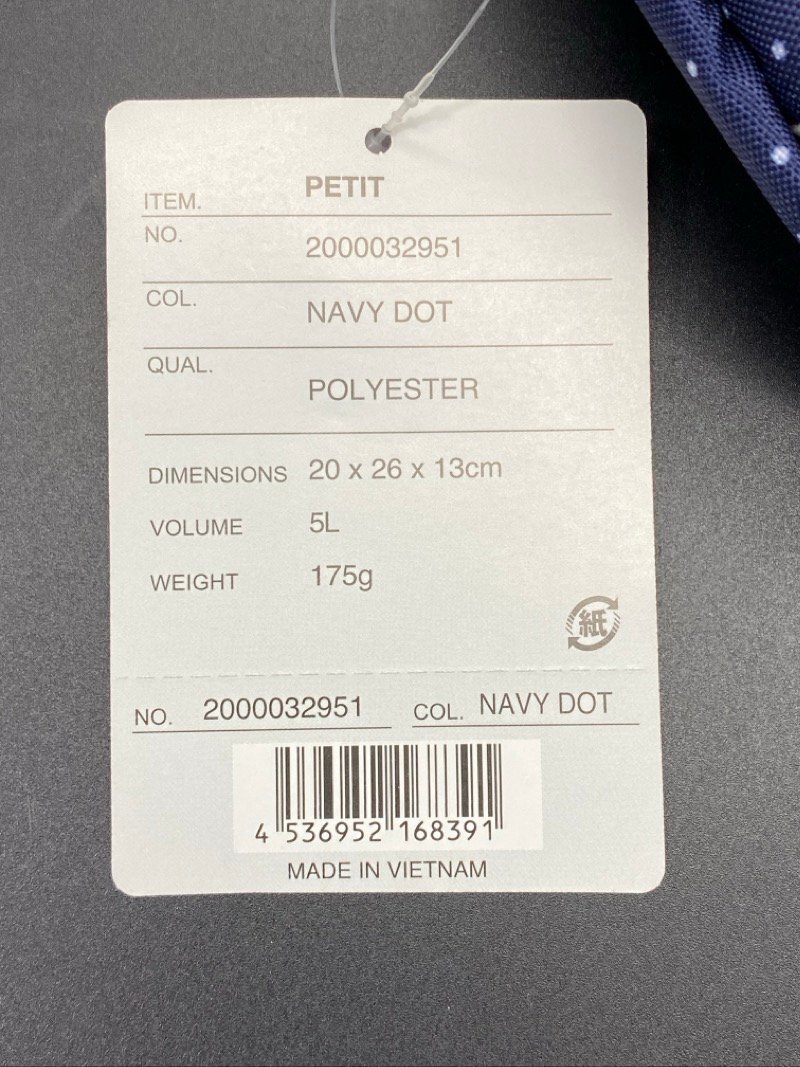 ITEM. PETIT
NO. 2000032951
COL. NAVY DOT
QUAL. POLYESTER
DIMENSIONS 20 x 26 x 13cm
VOLUME 5L
WEIGHT 175g
紙
NO. 2000032951 COL. NAVY DOT
4 536952 168391
MADE IN VIETNAM